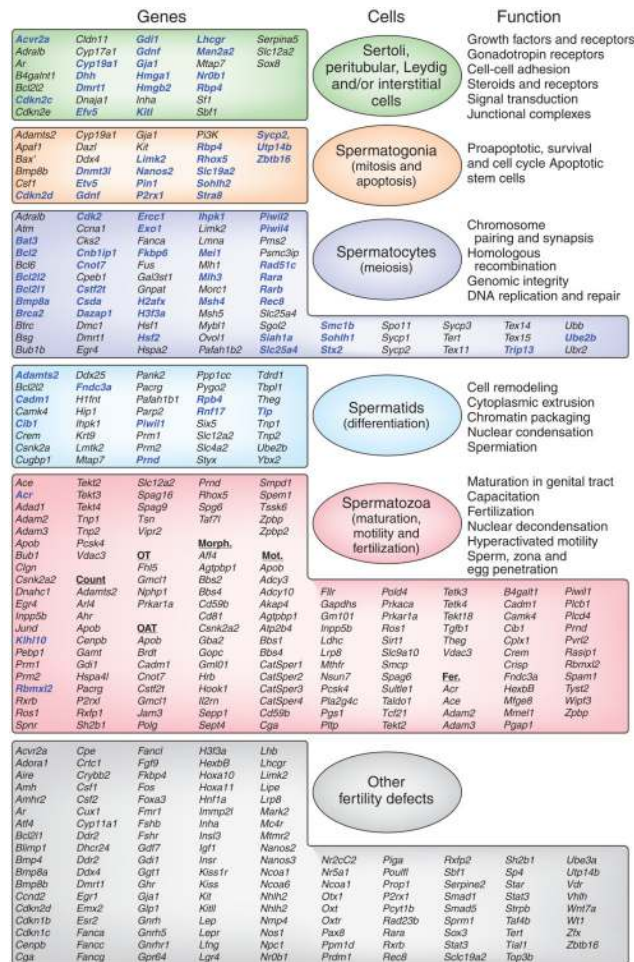 Genes Cells Function
Acvr2a Cldn11 Gdi1 Lhcgr Serpina5
Adralb Cyp17a1 Gdnf Man2a2 Slc12a2
Ar Cyp19a1 Gja1 Mtap7 Sox8
B4galnt1 Dhh Hmga1 Nr0b1
Bcl2l2 Dmrt1 Hmgb2 Rbp4
Cdkn2c Dnaja1 Inha Sf1
Cdkn2e Etv5 Kitl Sbf1
Sertoli,
peritubular, Leydig
and/or interstitial
cells
Growth factors and receptors
Gonadotropin receptors
Cell-cell adhesion
Steroids and receptors
Signal transduction
Junctional complexes
Adamts2 Cyp19a1 Gja1 Pi3K Sycp2,
Apaf1 Dazl Kit Rbp4 Utp14b
Bax' Ddx4 Limk2 Rhox5 Zbtb16
Bmp8b Dnmt3l Nanos2 Slc19a2
Csf1 Etv5 Pin1 Sohlh2
Cdkn2d Gdnf P2rx1 Stra8
Spermatogonia
(mitosis and
apoptosis)
Proapoptotic, survival
and cell cycle Apoptotic
stem cells
Adralb Cdk2 Ercc1 Ihpk1 Piwil2
Atm Ccna1 Exo1 Limk2 Piwil4
Bat3 Cks2 Fanca Lmna Pms2
Bcl2 Cnb1ip1 Fkbp6 Mei1 Psmc3ip
Bcl6 Cnot7 Fus Mlh1 Rad51c
Bcl2l2 Cpeb1 Gal3st1 Mlh3 Rara
Bcl2l1 Cstf2t Gnpat Morc1 Rarb
Bmp8a Csda H2afx Msh4 Rec8
Brca2 Dazap1 H3f3a Msh5 Slc25a4
Btrc Dmc1 Hsf1 Mybl1 Sgol2 Smc1b Spo11 Sycp3 Tex14 Ubb
Bsg Dmrt1 Hsf2 Ovol1 Siah1a Sohlh1 Sycp1 Tert Tex15 Ube2b
Bub1b Egr4 Hspa2 Pafah1b2 Slc25a4 Stx2 Sycp2 Tex11 Trip13 Ubr2
Spermatocytes
(meiosis)
Chromosome
pairing and synapsis
Homologous
recombination
Genomic integrity
DNA replication and repair
Adamts2 Ddx25 Pank2 Ppp1cc Tdrd1
Bcl2l2 Fndc3a Pacrg Pygo2 Tbpl1
Cadm1 H1fnt Pafah1b1 Rpb4 Theg
Camk4 Hip1 Parp2 Rnf17 Tlp
Cib1 Ihpk1 Piwil1 Six5 Tnp1
Crem Krt9 Prm1 Slc12a2 Tnp2
Csnk2a Lmtk2 Prm2 Slc4a2 Ube2b
Cugbp1 Mtap7 Prnd Styx Ybx2
Spermatids
(differentiation)
Cell remodeling
Cytoplasmic extrusion
Chromatin packaging
Nuclear condensation
Spermiation
Ace Tekt2 Slc12a2 Prnd Smpd1
Acr Tekt3 Spag16 Rhox5 Spem1
Adad1 Tekt4 Spag9 Spg6 Tssk6
Adam2 Tnp1 Tsn Taf7l Zpbp
Adam3 Tnp2 Vipr2 Zpbp2
Apob Pcsk4 Morph.
Bub1 Vdac3 OT Aff4 Mot.
Clgn Fhl5 Agtpbp1 Apob
Csnk2a2 Count Gmcl1 Bbs2 Adcy3
Dnahc1 Adamts2 Nphp1 Bbs4 Adcy10 Fllr Pold4 Tetk3 B4galt1 Piwil1
Egr4 Arl4 Prkar1a Cd59b Akap4 Gapdhs Prkaca Tetk4 Cadm1 Plcb1
Inpp5b Ahr Cd81 Agtpbp1 Gm101 Prkar1a Tekt18 Camk4 Plcd4
Jund Apob OAT Csnk2a2 Atp2b4 Inpp5b Ros1 Tgfb1 Cib1 Prnd
Klhl10 Cenpb Apob Gba2 Bbs1 Ldhc Sirt1 Theg Cplx1 Pvrl2
Pebp1 Gamt Brdt Gopc Bbs4 Lrp8 Slc9a10 Vdac3 Crem Rasip1
Prm1 Gdi1 Cadm1 Gml01 CatSper1 Mthfr Smcp Crisp Rbmxl2
Prm2 Hspa4l Cnot7 Hrb CatSper2 Nsun7 Spag6 Fer. Fndc3a Spam1
Rbmxl2 Pacrg Cstf2t Hook1 CatSper3 Pcsk4 Sultle1 Acr HexbB Tyst2
Rxrb P2rxl Gmcl1 Il2rn CatSper4 Pla2g4c Taldo1 Ace Mfge8 Wipf3
Ros1 Rxfp1 Jam3 Sepp1 Cd59b Pgs1 Tcf21 Adam2 Mmel1 Zpbp
Spnr Sh2b1 Polg Sept4 Cga Pltp Tekt2 Adam3 Pgap1
Spermatozoa
(maturation,
motility and
fertilization)
Maturation in genital tract
Capacitation
Fertilization
Nuclear decondensation
Hyperactivated motility
Sperm, zona and
egg penetration
Acvr2a Cpe Fancl H3f3a Lhb
Adora1 Crtc1 Fgf9 HexbB Lhcgr
Aire Crybb2 Fkbp4 Hoxa10 Limk2
Amh Csf1 Fos Hoxa11 Lipe
Amhr2 Csf2 Foxa3 Hnf1a Lrp8
Ar Cux1 Fmr1 Immp2l Mark2
Atf4 Cyp11a1 Fshb Inha Mc4r
Bcl2l1 Ddr2 Fshr Insl3 Mtmr2
Blimp1 Dhcr24 Gdf7 Igf1 Nanos2
Bmp4 Ddr2 Gdi1 Insr Nanos3 Nr2cC2 Piga Rxfp2 Sh2b1 Ube3a
Bmp8a Ddx4 Ggt1 Kiss1r Ncoa1 Nr5a1 Pouffl Sbf1 Sp4 Utp14b
Bmp8b Dmrt1 Ghr Kiss Ncoa6 Ncoa1 Prop1 Serpine2 Star Vdr
Ccnd2 Egr1 Gja1 Kit Nhlh2 Otx1 P2rx1 Smad1 Stat3 Vhlh
Cdkn2d Emx2 Glp1 Kitll Nhlh2 Oxt Pcyt1b Smad5 Strpb Wnt7a
Cdkn1b Esr2 Gnrh Lep Nmp4 Oxtr Rad23b Sprm1 Taf4b Wt1
Cdkn1c Fanca Gnrh5 Lepr Nos1 Pax8 Rara Sox3 Tert Zfx
Cenpb Fancc Gnrhr1 Lfng Npc1 Ppm1d Rxrb Stat3 Tial1 Zbtb16
Cga Fancg Gpr64 Lgr4 Nr0b1 Prdm1 Rec8 Sclc19a2 Top3b
Other
fertility defects